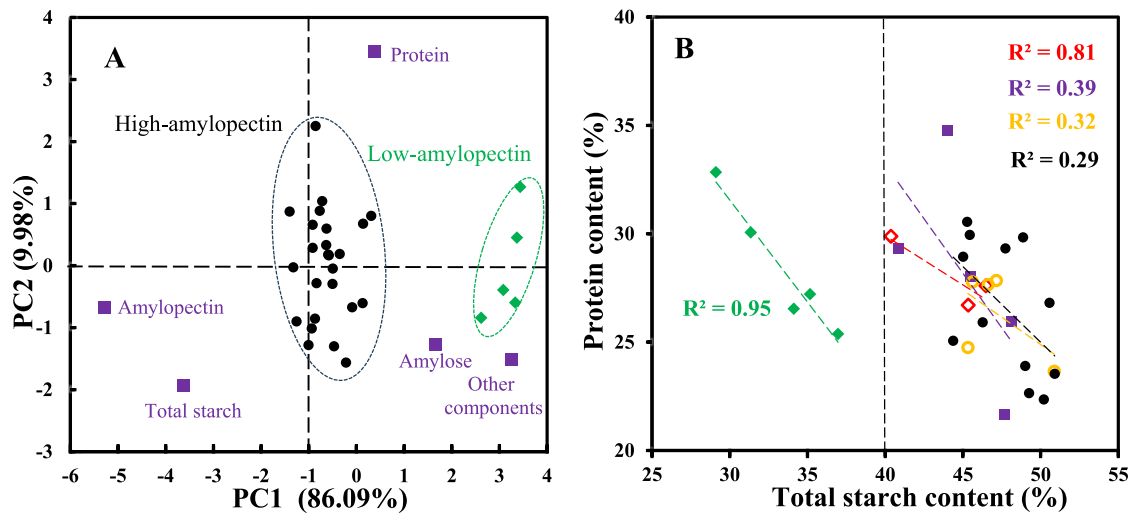 A
4
3
2
1
0
-1
-2
-3
PC2 (9.98%)
Protein
High-amylopectin
Low-amylopectin
Amylopectin
Total starch
Amylose
Other
components
-6 -5 -4 -3 -2 -1 0 1 2 3 4
PC1 (86.09%)
B
40
35
30
25
20
Protein content (%)
R² = 0.81
R² = 0.39
R² = 0.32
R² = 0.29
R² = 0.95
25 30 35 40 45 50 55
Total starch content (%)